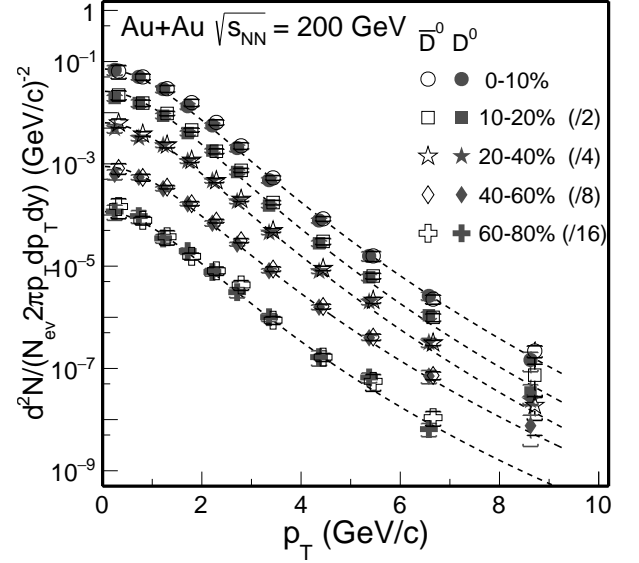 Au+Au √s_NN = 200 GeV
D̅⁰ D⁰
0-10%
10-20% (/2)
20-40% (/4)
40-60% (/8)
60-80% (/16)
d²N/(N_ev 2πp_T dp_T dy) (GeV/c)⁻²
1
10⁻¹
10⁻³
10⁻⁵
10⁻⁷
10⁻⁹
0 2 4 6 8 10
p_T (GeV/c)